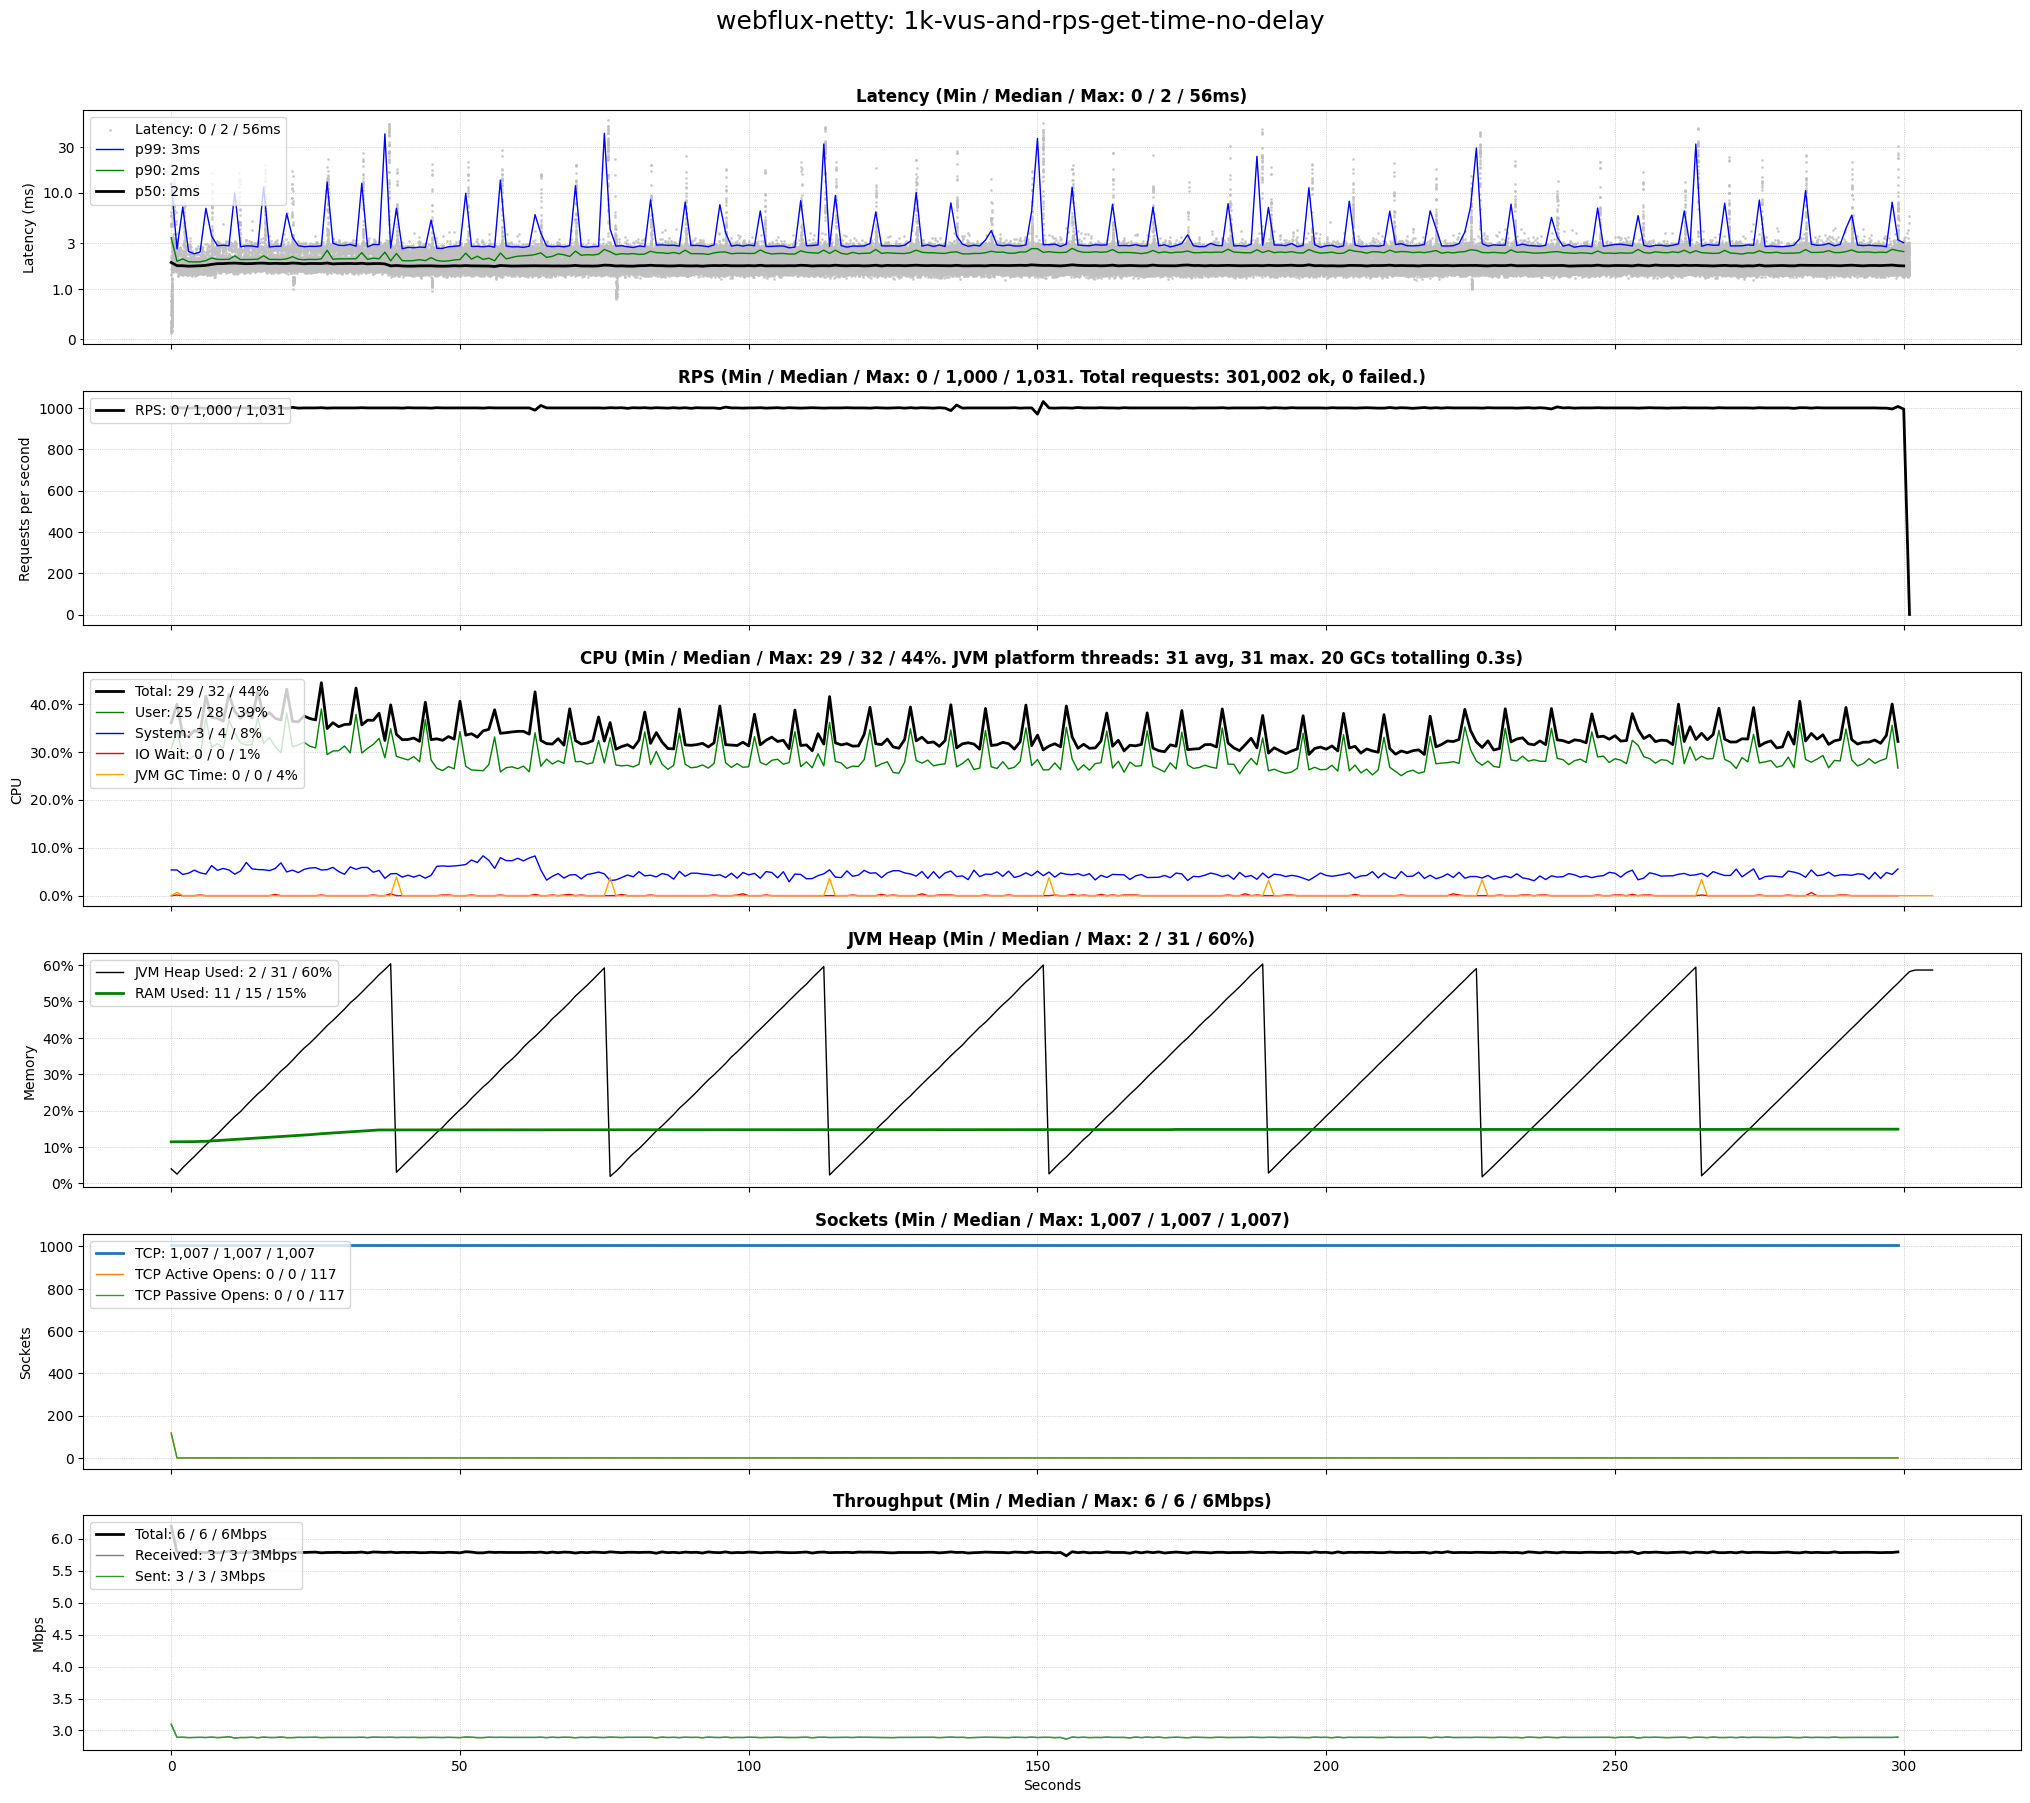 webflux-netty: 1k-vus-and-rps-get-time-no-delay
Latency (Min / Median / Max: 0 / 2 / 56ms)
Latency: 0 / 2 / 56ms
p99: 3ms
p90: 2ms
p50: 2ms
Latency (ms)
30
10.0
3
1.0
0
RPS (Min / Median / Max: 0 / 1,000 / 1,031. Total requests: 301,002 ok, 0 failed.)
RPS: 0 / 1,000 / 1,031
Requests per second
1000
800
600
400
200
0
CPU (Min / Median / Max: 29 / 32 / 44%. JVM platform threads: 31 avg, 31 max. 20 GCs totalling 0.3s)
Total: 29 / 32 / 44%
User: 25 / 28 / 39%
System: 3 / 4 / 8%
IO Wait: 0 / 0 / 1%
JVM GC Time: 0 / 0 / 4%
CPU
40.0%
30.0%
20.0%
10.0%
0.0%
JVM Heap (Min / Median / Max: 2 / 31 / 60%)
JVM Heap Used: 2 / 31 / 60%
RAM Used: 11 / 15 / 15%
Memory
60%
50%
40%
30%
20%
10%
0%
Sockets (Min / Median / Max: 1,007 / 1,007 / 1,007)
TCP: 1,007 / 1,007 / 1,007
TCP Active Opens: 0 / 0 / 117
TCP Passive Opens: 0 / 0 / 117
Sockets
1000
800
600
400
200
0
Throughput (Min / Median / Max: 6 / 6 / 6Mbps)
Total: 6 / 6 / 6Mbps
Received: 3 / 3 / 3Mbps
Sent: 3 / 3 / 3Mbps
Mbps
6.0
5.5
5.0
4.5
4.0
3.5
3.0
0 50 100 150 200 250 300
Seconds